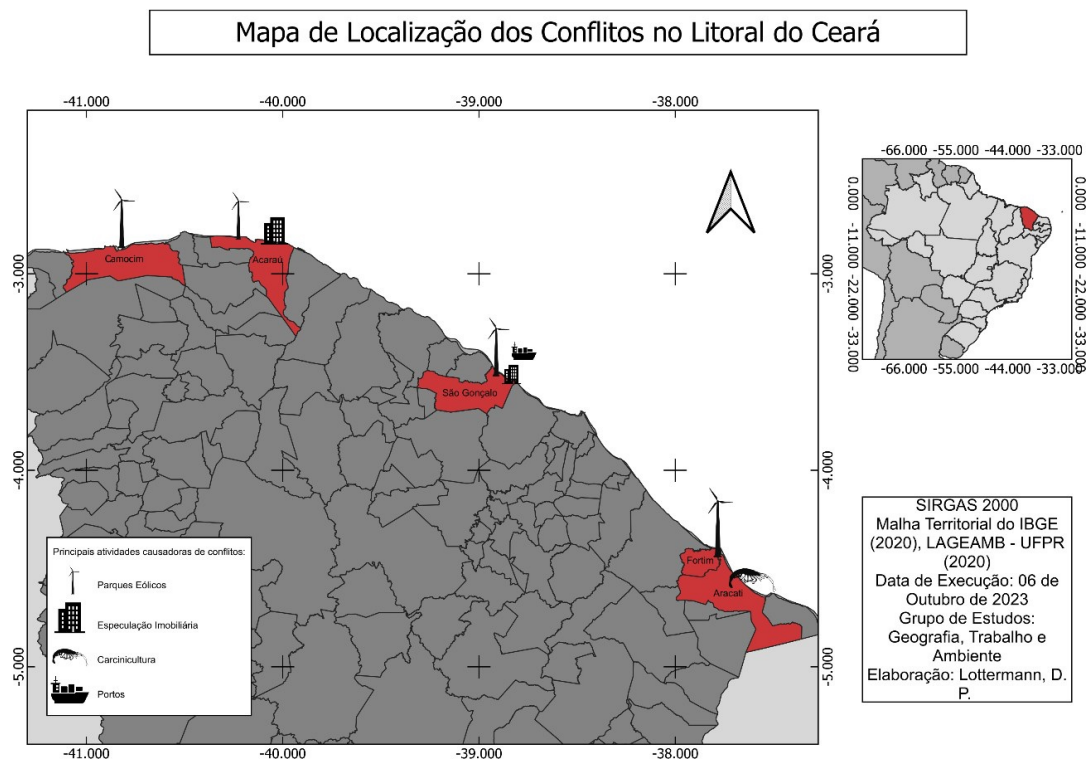 Mapa de Localização dos Conflitos no Litoral do Ceará
-41.000 -40.000 -39.000 -38.000
-3.000 -3.000
-4.000 -4.000
-5.000 -5.000
-41.000 -40.000 -39.000 -38.000
Camocim
Acaraú
São Gonçalo
Fortim
Aracati
Principais atividades causadoras de conflitos:
Parques Eólicos
Especulação Imobiliária
Carcinicultura
Portos
-66.000 -55.000 -44.000 -33.000
0.000 0.000
-11.000 -11.000
-22.000 -22.000
-33.000 -33.000
-66.000 -55.000 -44.000 -33.000
SIRGAS 2000
Malha Territorial do IBGE
(2020), LAGEAMB - UFPR
(2020)
Data de Execução: 06 de
Outubro de 2023
Grupo de Estudos:
Geografia, Trabalho e
Ambiente
Elaboração: Lottermann, D.
P.